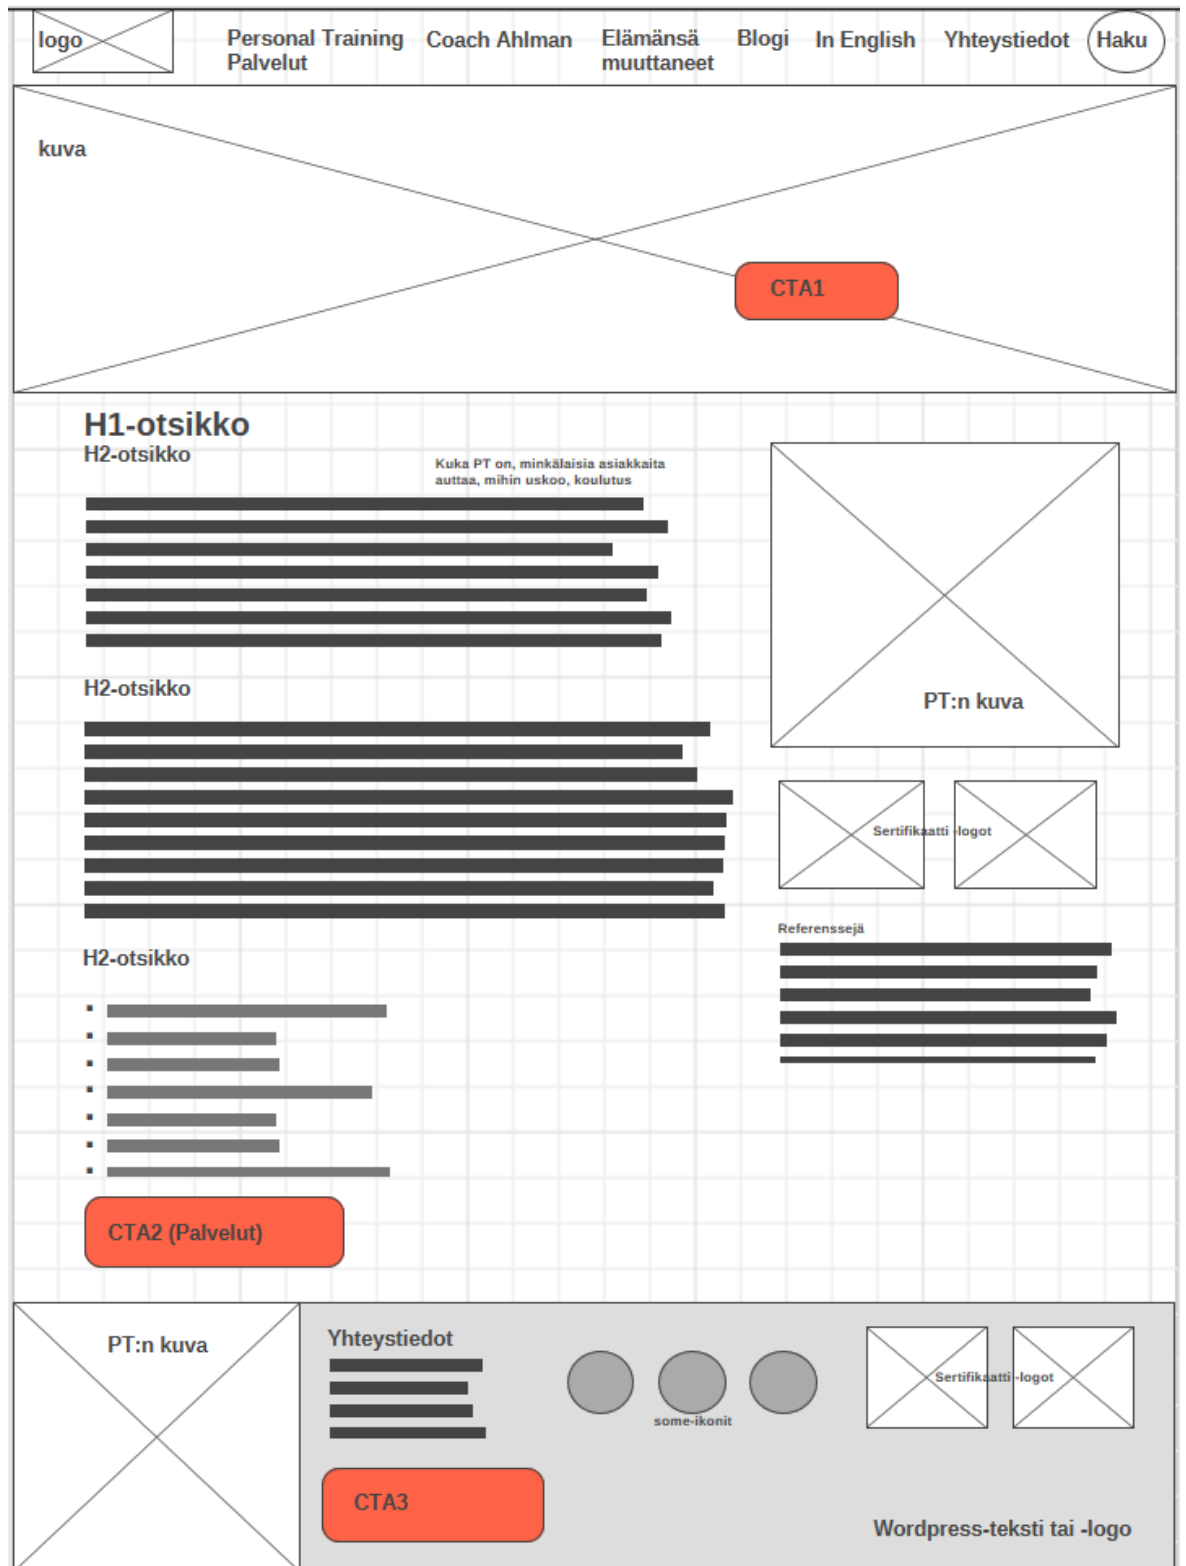 logo
Personal Training
Palvelut
Coach Ahlman
Elämänsä
muuttaneet
Blogi
In English
Yhteystiedot
Haku
kuva
CTA1
H1-otsikko
H2-otsikko
Kuka PT on, minkälaisia asiakkaita
auttaa, mihin uskoo, koulutus
H2-otsikko
H2-otsikko
CTA2 (Palvelut)
PT:n kuva
Sertifikaatti -logot
Referenssejä
PT:n kuva
Yhteystiedot
CTA3
some-ikonit
Sertifikaatti -logot
Wordpress-teksti tai -logo